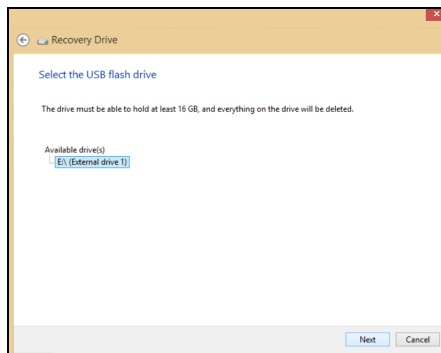 Recovery Drive
Select the USB flash drive
The drive must be able to hold at least 16 GB, and everything on the drive will be deleted.
Available drive(s)
E:\ (External drive 1)
Next Cancel